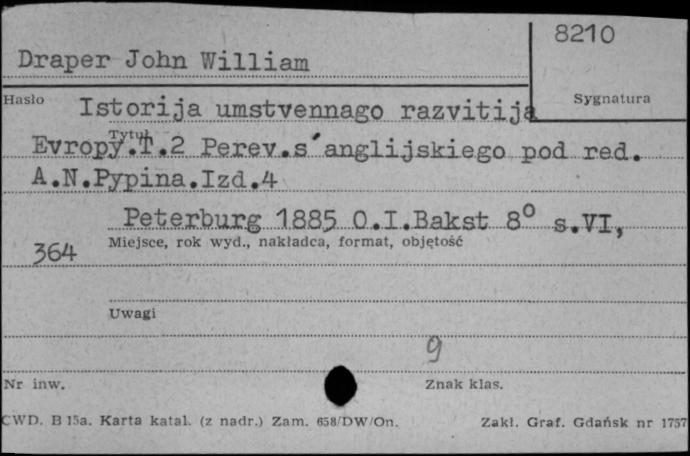 8210
Draper John William
Hasło
Sygnatura
Istorija umstvennago razvitija
Tytuł
Evropy.T.2 Perev.s'anglijskiego pod red.
A.N.Pypina.Izd.4
Peterburg 1885 O.I.Bakst 8° s.VI,
Miejsce, rok wyd., nakładca, format, objętość
364
Uwagi
9
Nr inw.
Znak klas.
CWD. B 15a. Karta katal. (z nadr.) Zam. 658/DW/On.
Zakł. Graf. Gdańsk nr 1757